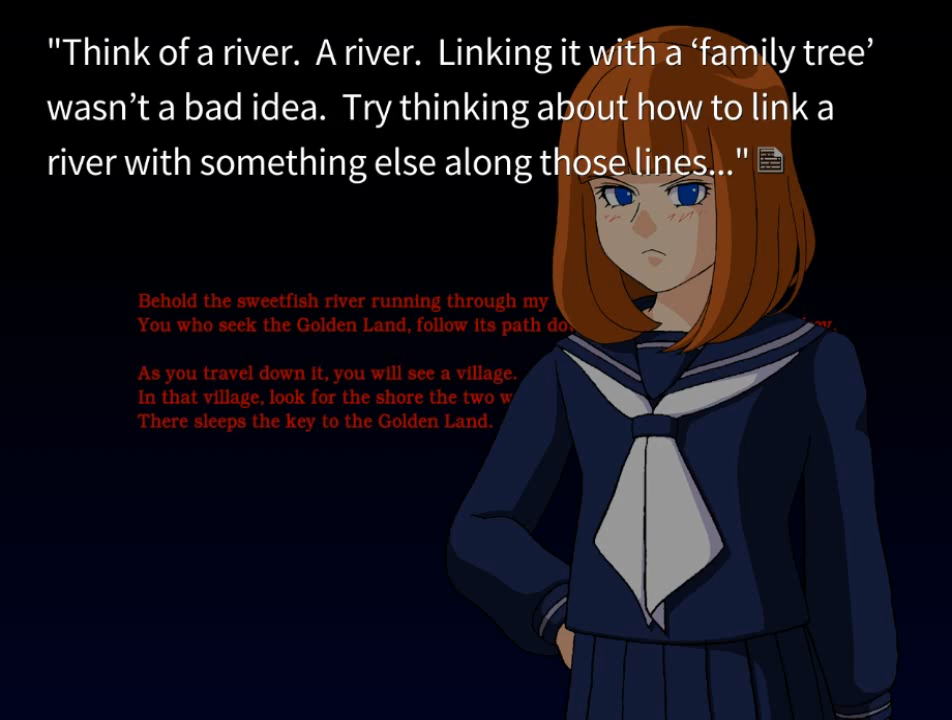 "Think of a river.  A river.  Linking it with a ‘family tree’
wasn’t a bad idea.  Try thinking about how to link a
river with something else along those lines..."
Behold the sweetfish river running through my
You who seek the Golden Land, follow its path
As you travel down it, you will see a village.
In that village, look for the shore the two
There sleeps the key to the Golden Land.